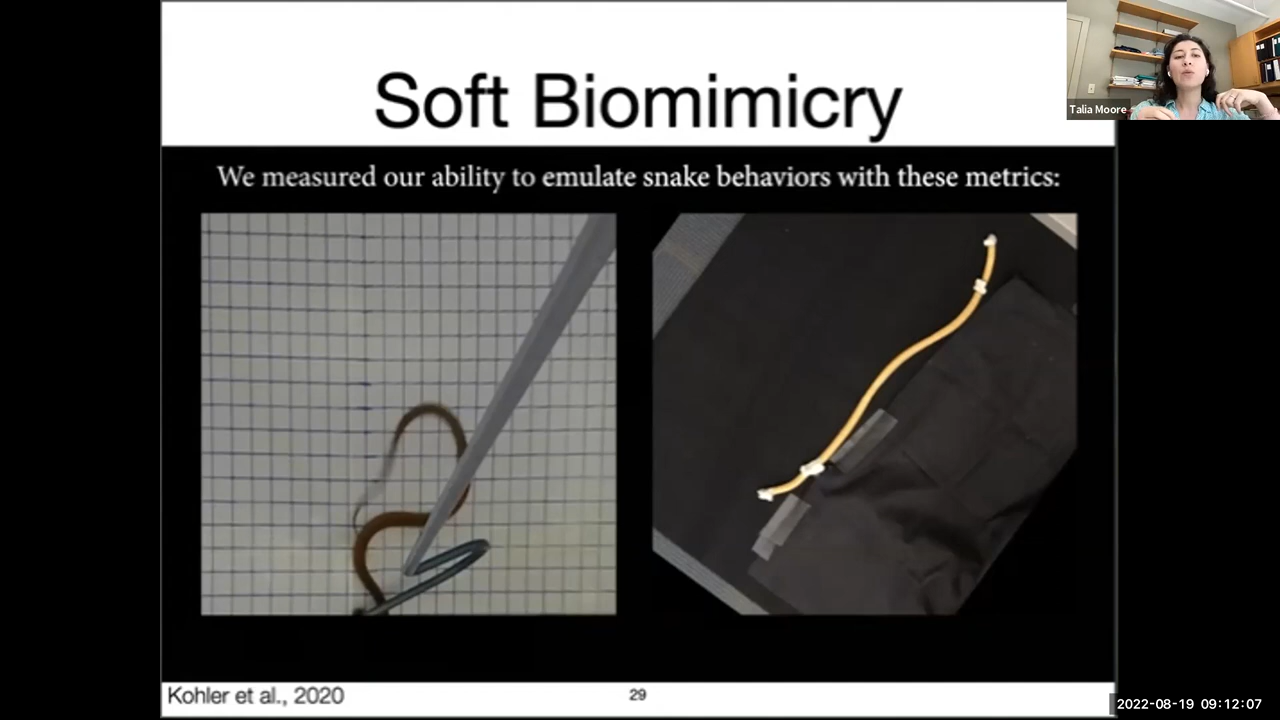 Soft Biomimicry
Talia Moore
We measured our ability to emulate snake behaviors with these metrics:
Kohler et al., 2020
29
2022-08-19 09:12:07